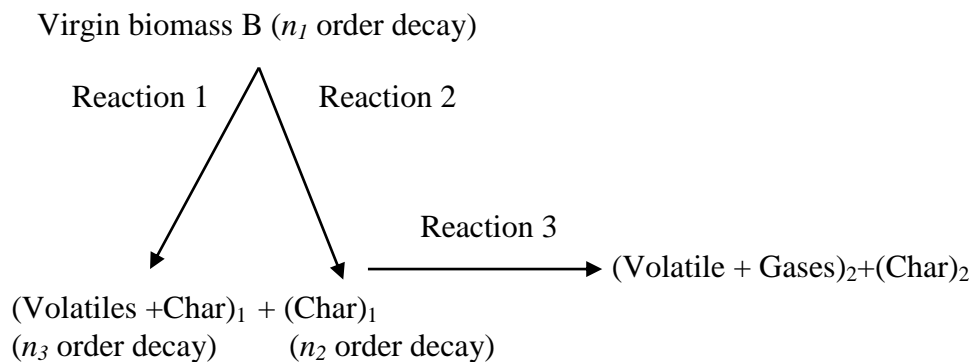 Virgin biomass B (n₁ order decay)
Reaction 1 Reaction 2
Reaction 3
(Volatile + Gases)₂+(Char)₂
(Volatiles +Char)₁ + (Char)₁
(n₃ order decay) (n₂ order decay)